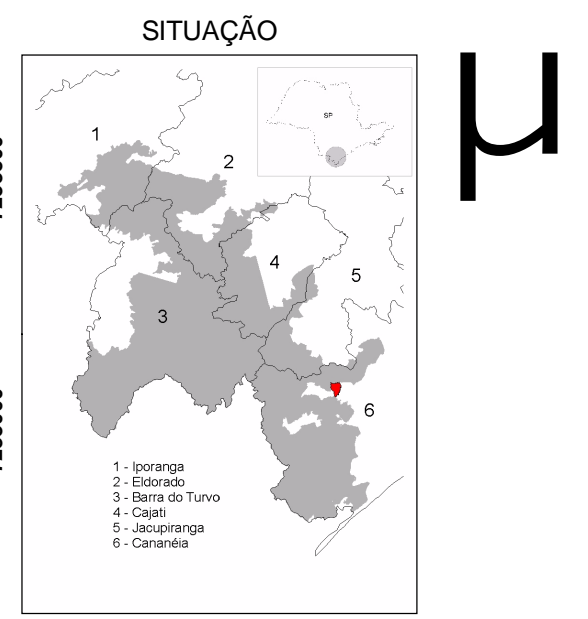 SITUAÇÃO
SP
1
2
4
5
3
6
1 - Iporanga
2 - Eldorado
3 - Barra do Turvo
4 - Cajati
5 - Jacupiranga
6 - Cananéia
µ